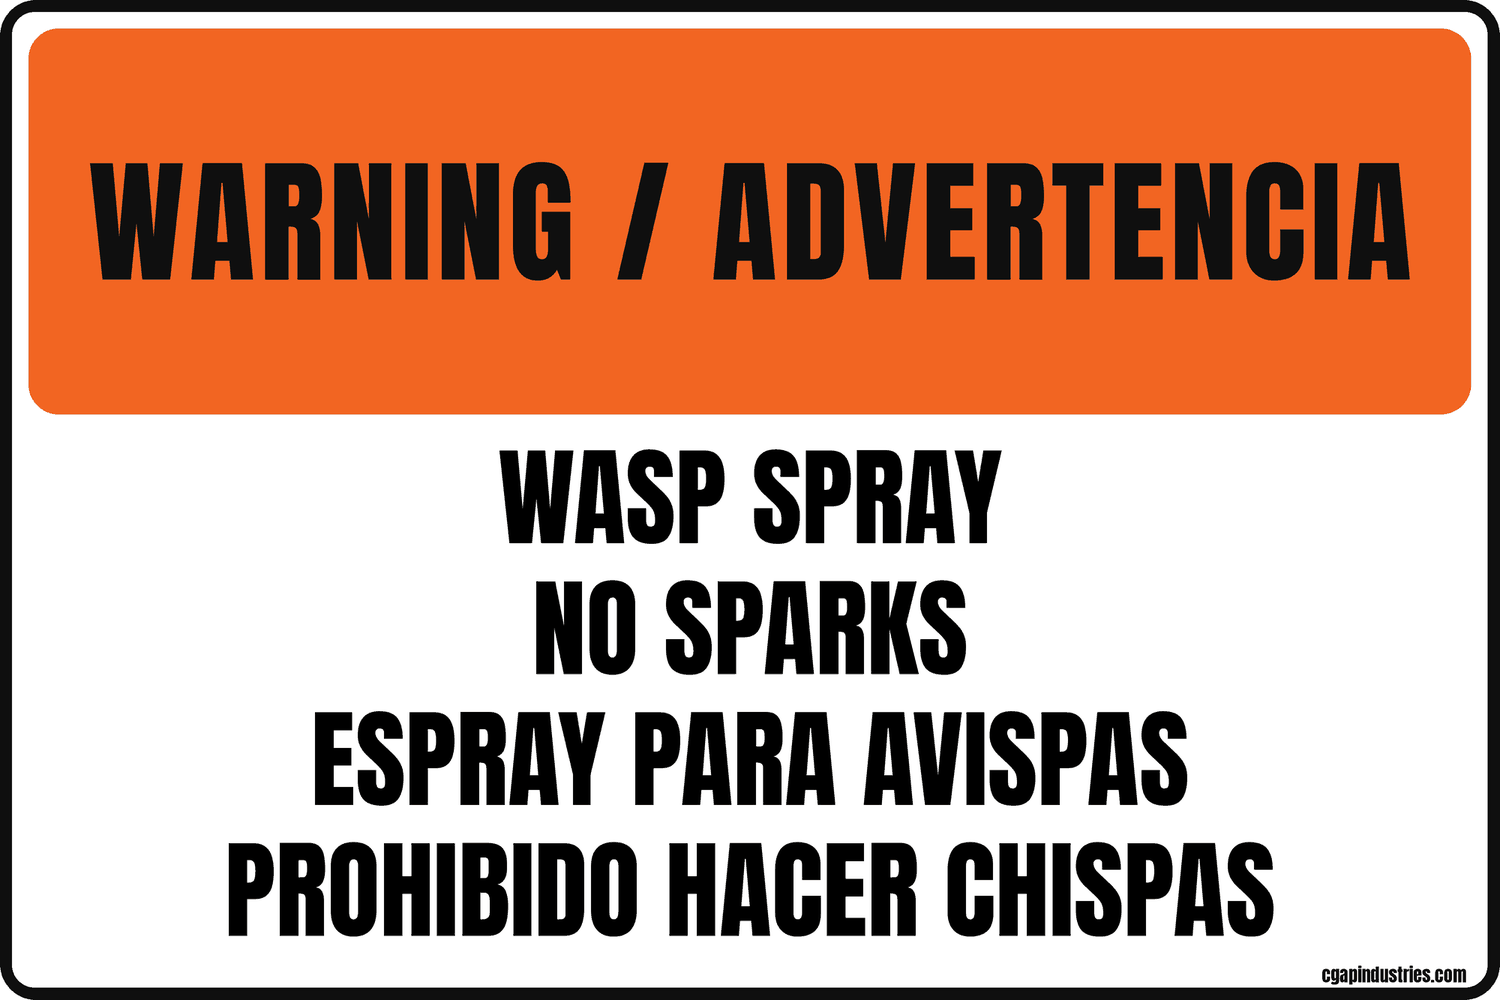 WARNING / ADVERTENCIA
WASP SPRAY
NO SPARKS
ESPRAY PARA AVISPAS
PROHIBIDO HACER CHISPAS
cgapindustries.com